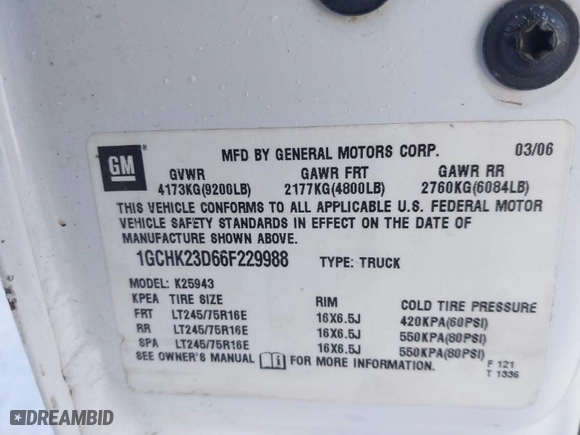 GM ®
MFD BY GENERAL MOTORS CORP. 03/06
GVWR GAWR FRT GAWR RR
4173KG(9200LB) 2177KG(4800LB) 2760KG(6084LB)
THIS VEHICLE CONFORMS TO ALL APPLICABLE U.S. FEDERAL MOTOR
VEHICLE SAFETY STANDARDS IN EFFECT ON THE DATE OF
MANUFACTURE SHOWN ABOVE.
1GCHK23D66F229988 TYPE: TRUCK
MODEL: K25943
KPEA TIRE SIZE RIM COLD TIRE PRESSURE
FRT LT245/75R16E 16X6.5J 420KPA(60PSI)
RR LT245/75R16E 16X6.5J 550KPA(80PSI)
SPA LT245/75R16E 16X6.5J 550KPA(80PSI)
SEE OWNER'S MANUAL FOR MORE INFORMATION.
F 121
T 1336
DREAMBID